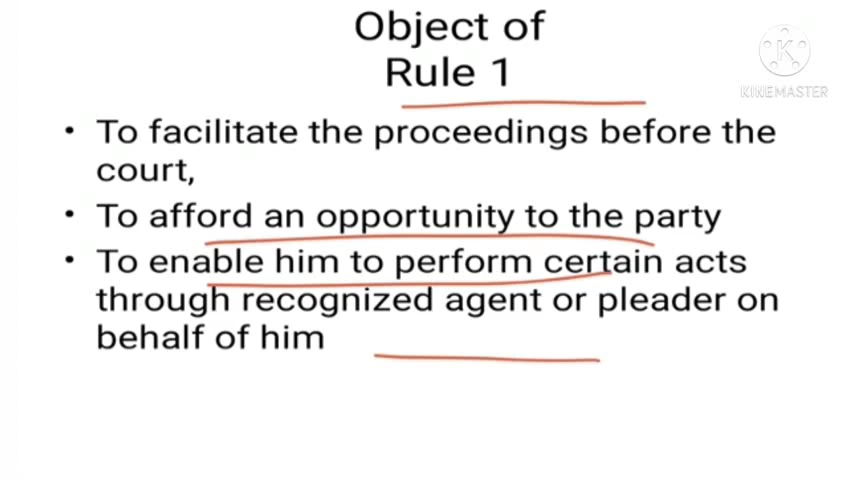 Object of
Rule 1
KINEMASTER
• To facilitate the proceedings before the
court,
• To afford an opportunity to the party
• To enable him to perform certain acts
through recognized agent or pleader on
behalf of him